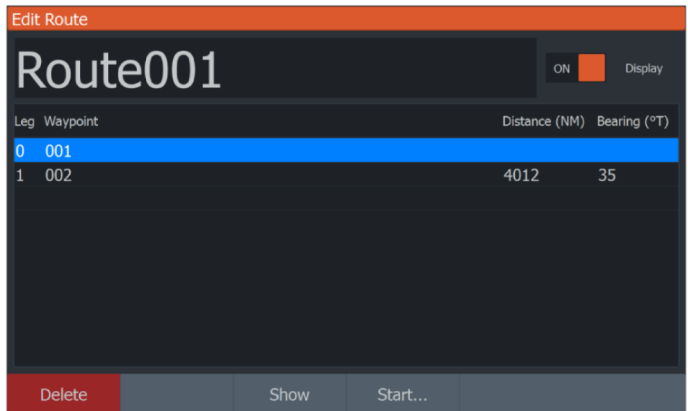 Edit Route
Route001
ON Display
Leg Waypoint Distance (NM) Bearing (°T)
0 001
1 002 4012 35
Delete Show Start...